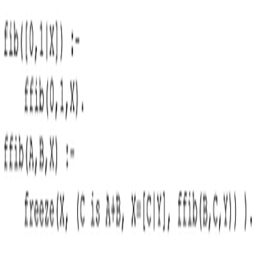 fib([0,1|X]) :-
ffib(0,1,X).
ffib(A,B,X) :-
freeze(X, (C is A+B, X=[C|Y], ffib(B,C,Y)) ).